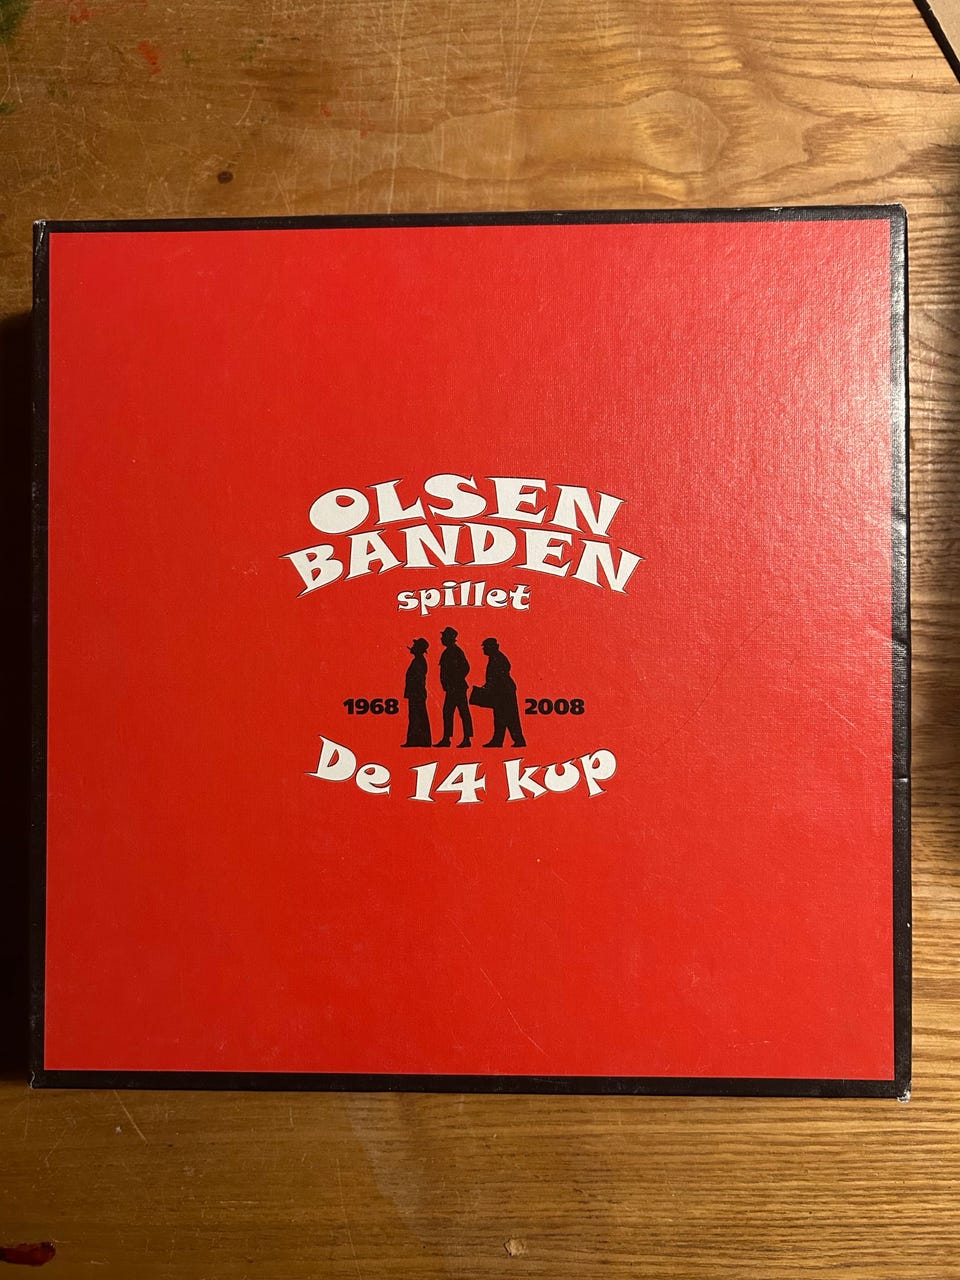 OLSEN
BANDEN
spillet
1968 2008
De 14 kup